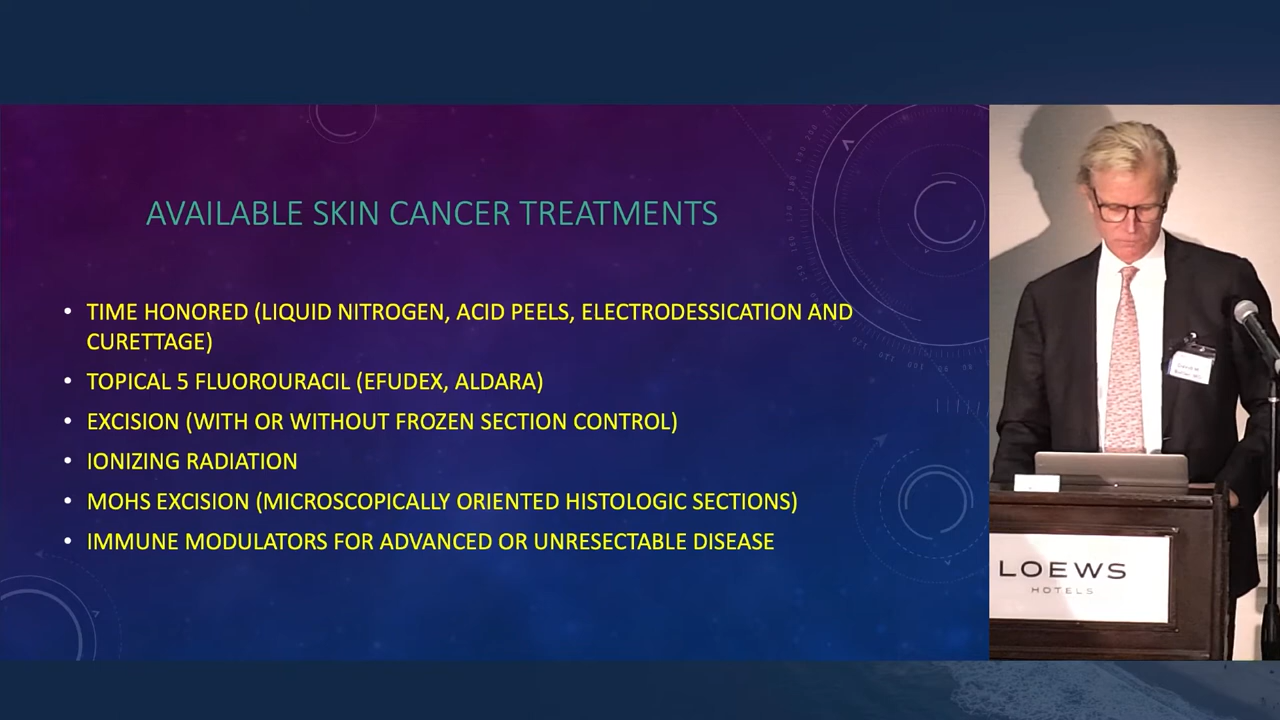 AVAILABLE SKIN CANCER TREATMENTS
• TIME HONORED (LIQUID NITROGEN, ACID PEELS, ELECTRODESSICATION AND
CURETTAGE)
• TOPICAL 5 FLUOROURACIL (EFUDEX, ALDARA)
• EXCISION (WITH OR WITHOUT FROZEN SECTION CONTROL)
• IONIZING RADIATION
• MOHS EXCISION (MICROSCOPICALLY ORIENTED HISTOLOGIC SECTIONS)
• IMMUNE MODULATORS FOR ADVANCED OR UNRESECTABLE DISEASE
LOEWS
HOTELS